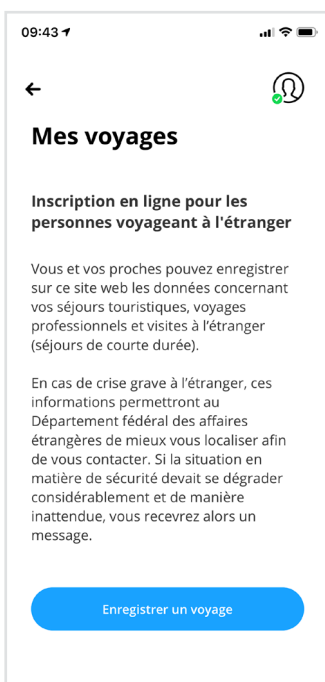 09:43
Mes voyages
Inscription en ligne pour les
personnes voyageant à l'étranger
Vous et vos proches pouvez enregistrer
sur ce site web les données concernant
vos séjours touristiques, voyages
professionnels et visites à l’étranger
(séjours de courte durée).
En cas de crise grave à l’étranger, ces
informations permettront au
Département fédéral des affaires
étrangères de mieux vous localiser afin
de vous contacter. Si la situation en
matière de sécurité devait se dégrader
considérablement et de manière
inattendue, vous recevrez alors un
message.
Enregistrer un voyage